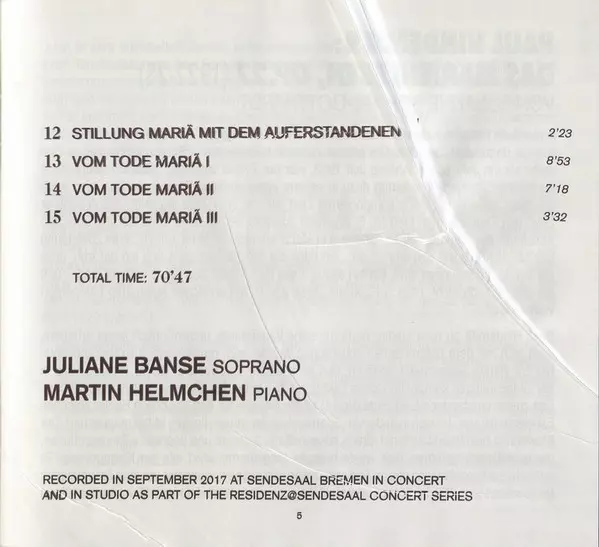 12 STILLUNG MARIÄ MIT DEM AUFERSTANDENEN 2’23
13 VOM TODE MARIÄ I 8’53
14 VOM TODE MARIÄ II 7’18
15 VOM TODE MARIÄ III 3’32
TOTAL TIME: 70’47
JULIANE BANSE SOPRANO
MARTIN HELMCHEN PIANO
RECORDED IN SEPTEMBER 2017 AT SENDESAAL BREMEN IN CONCERT
AND IN STUDIO AS PART OF THE RESIDENZ@SENDESAAL CONCERT SERIES
5